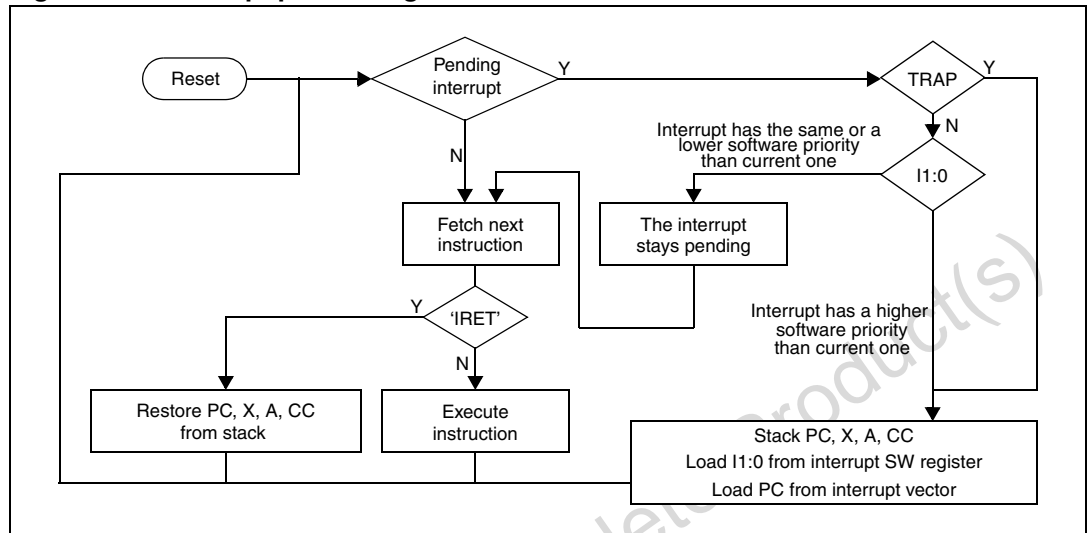 Reset
Pending
interrupt
Y
TRAP
Y
N
Interrupt has the same or a
lower software priority
than current one
I1:0
N
Fetch next
instruction
The interrupt
stays pending
Y
'IRET'
N
Interrupt has a higher
software priority
than current one
Restore PC, X, A, CC
from stack
Execute
instruction
Stack PC, X, A, CC
Load I1:0 from interrupt SW register
Load PC from interrupt vector